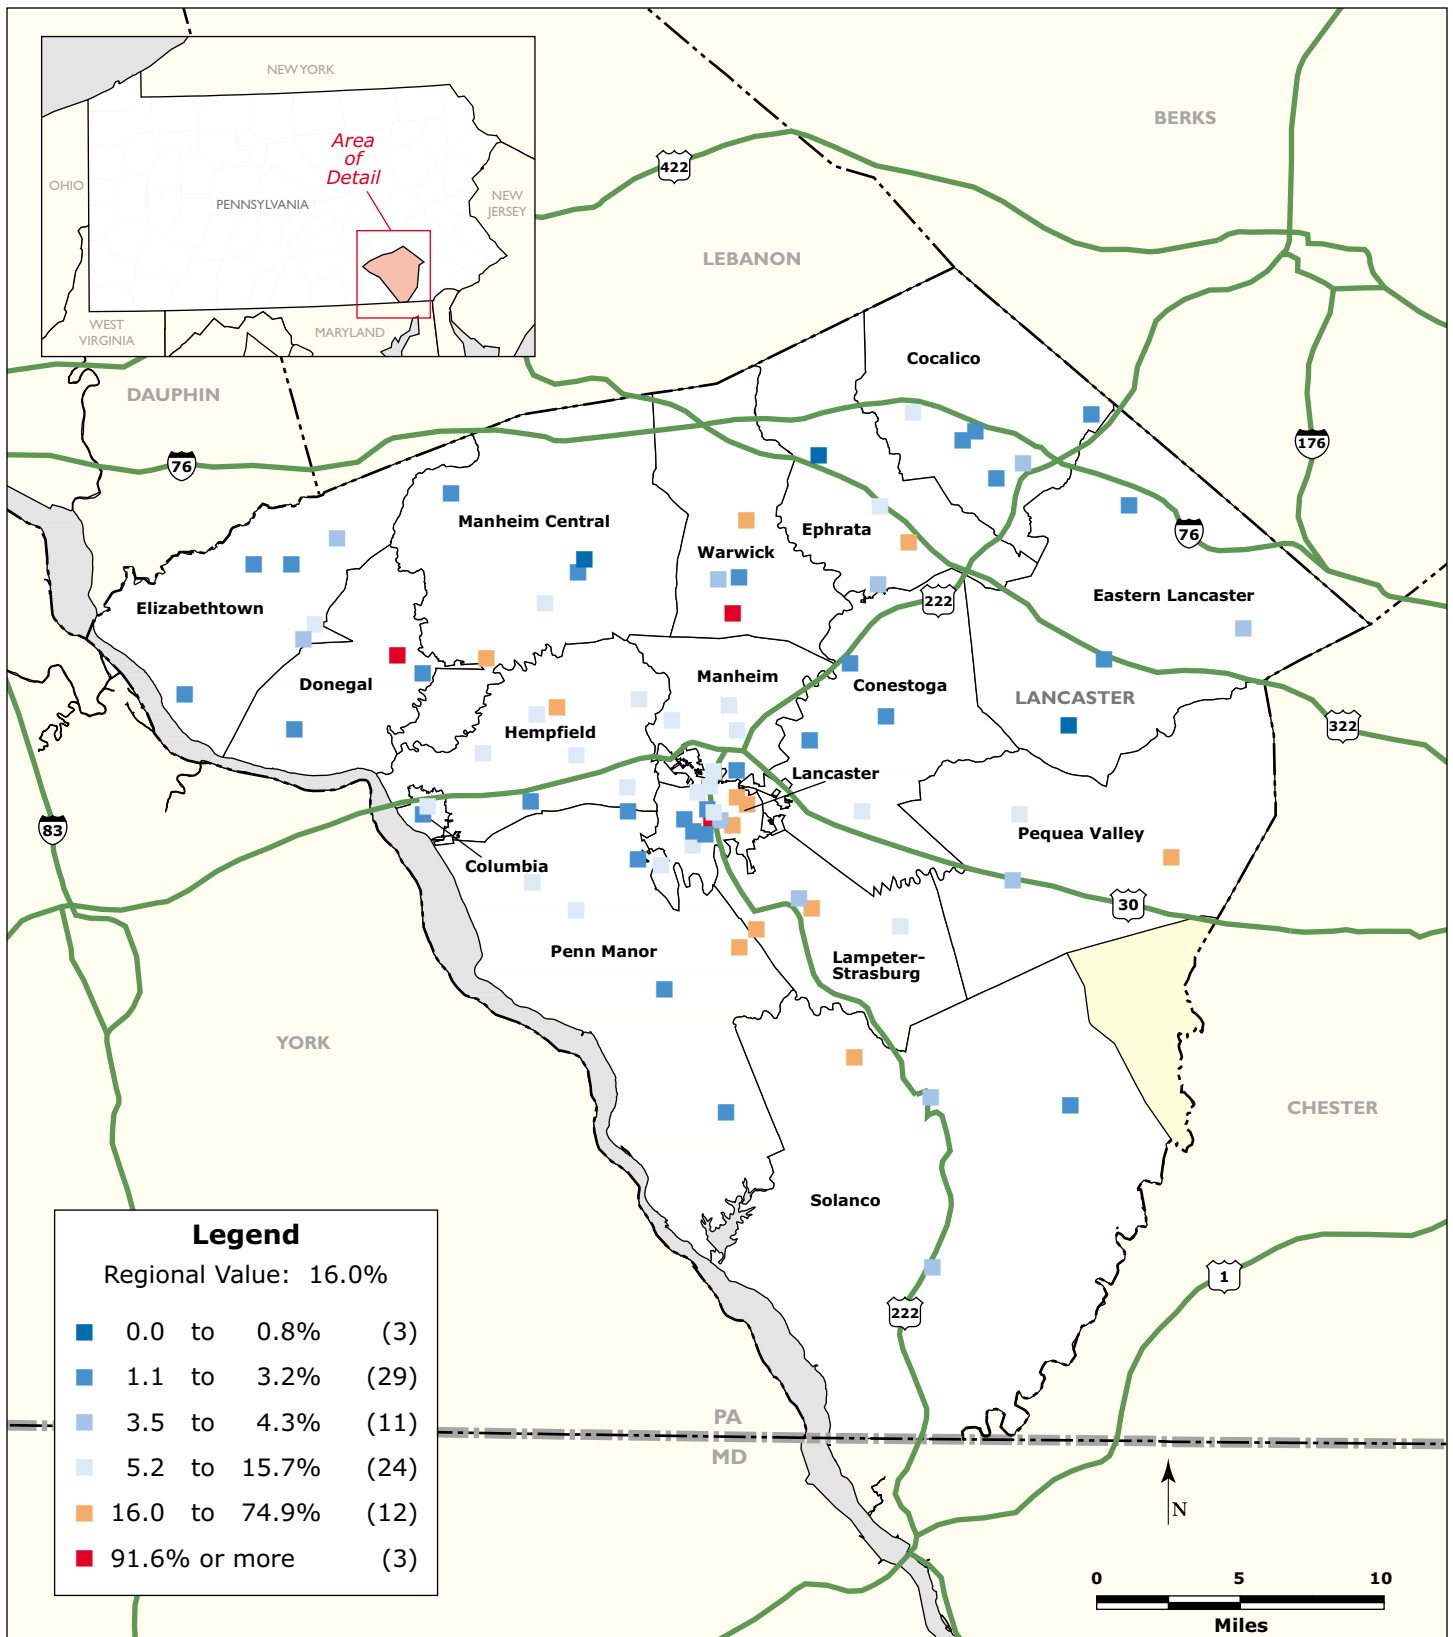 NEW YORK
Area
of
Detail
OHIO
PENNSYLVANIA
NEW
JERSEY
WEST
VIRGINIA
MARYLAND
BERKS
422
LEBANON
Cocalico
DAUPHIN
76
176
Manheim Central
Warwick
Ephrata
76
Elizabethtown
222
Eastern Lancaster
Donegal
Manheim
Conestoga
LANCASTER
Hempfield
322
Lancaster
83
Columbia
Pequea Valley
30
Penn Manor
Lampeter-
Strasburg
YORK
CHESTER
Solanco
1
222
Legend
Regional Value: 16.0%
0.0 to 0.8% (3)
1.1 to 3.2% (29)
3.5 to 4.3% (11)
5.2 to 15.7% (24)
16.0 to 74.9% (12)
91.6% or more (3)
PA
MD
N
0 5 10
Miles